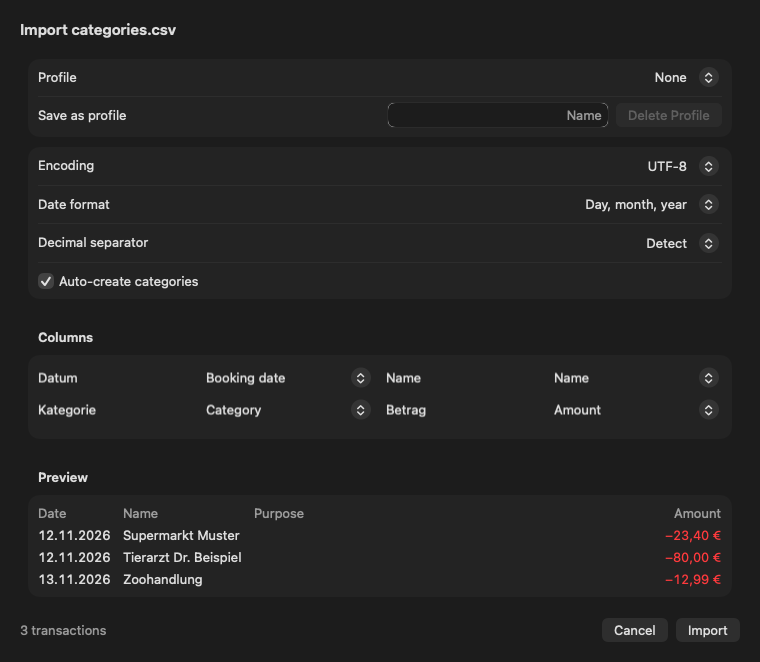 Import categories.csv
Profile None
Save as profile Name Delete Profile
Encoding UTF-8
Date format Day, month, year
Decimal separator Detect
Auto-create categories
Columns
Datum Booking date Name Name
Kategorie Category Betrag Amount
Preview
Date Name Purpose Amount
12.11.2026 Supermarkt Muster −23,40 €
12.11.2026 Tierarzt Dr. Beispiel −80,00 €
13.11.2026 Zoohandlung −12,99 €
3 transactions Cancel Import